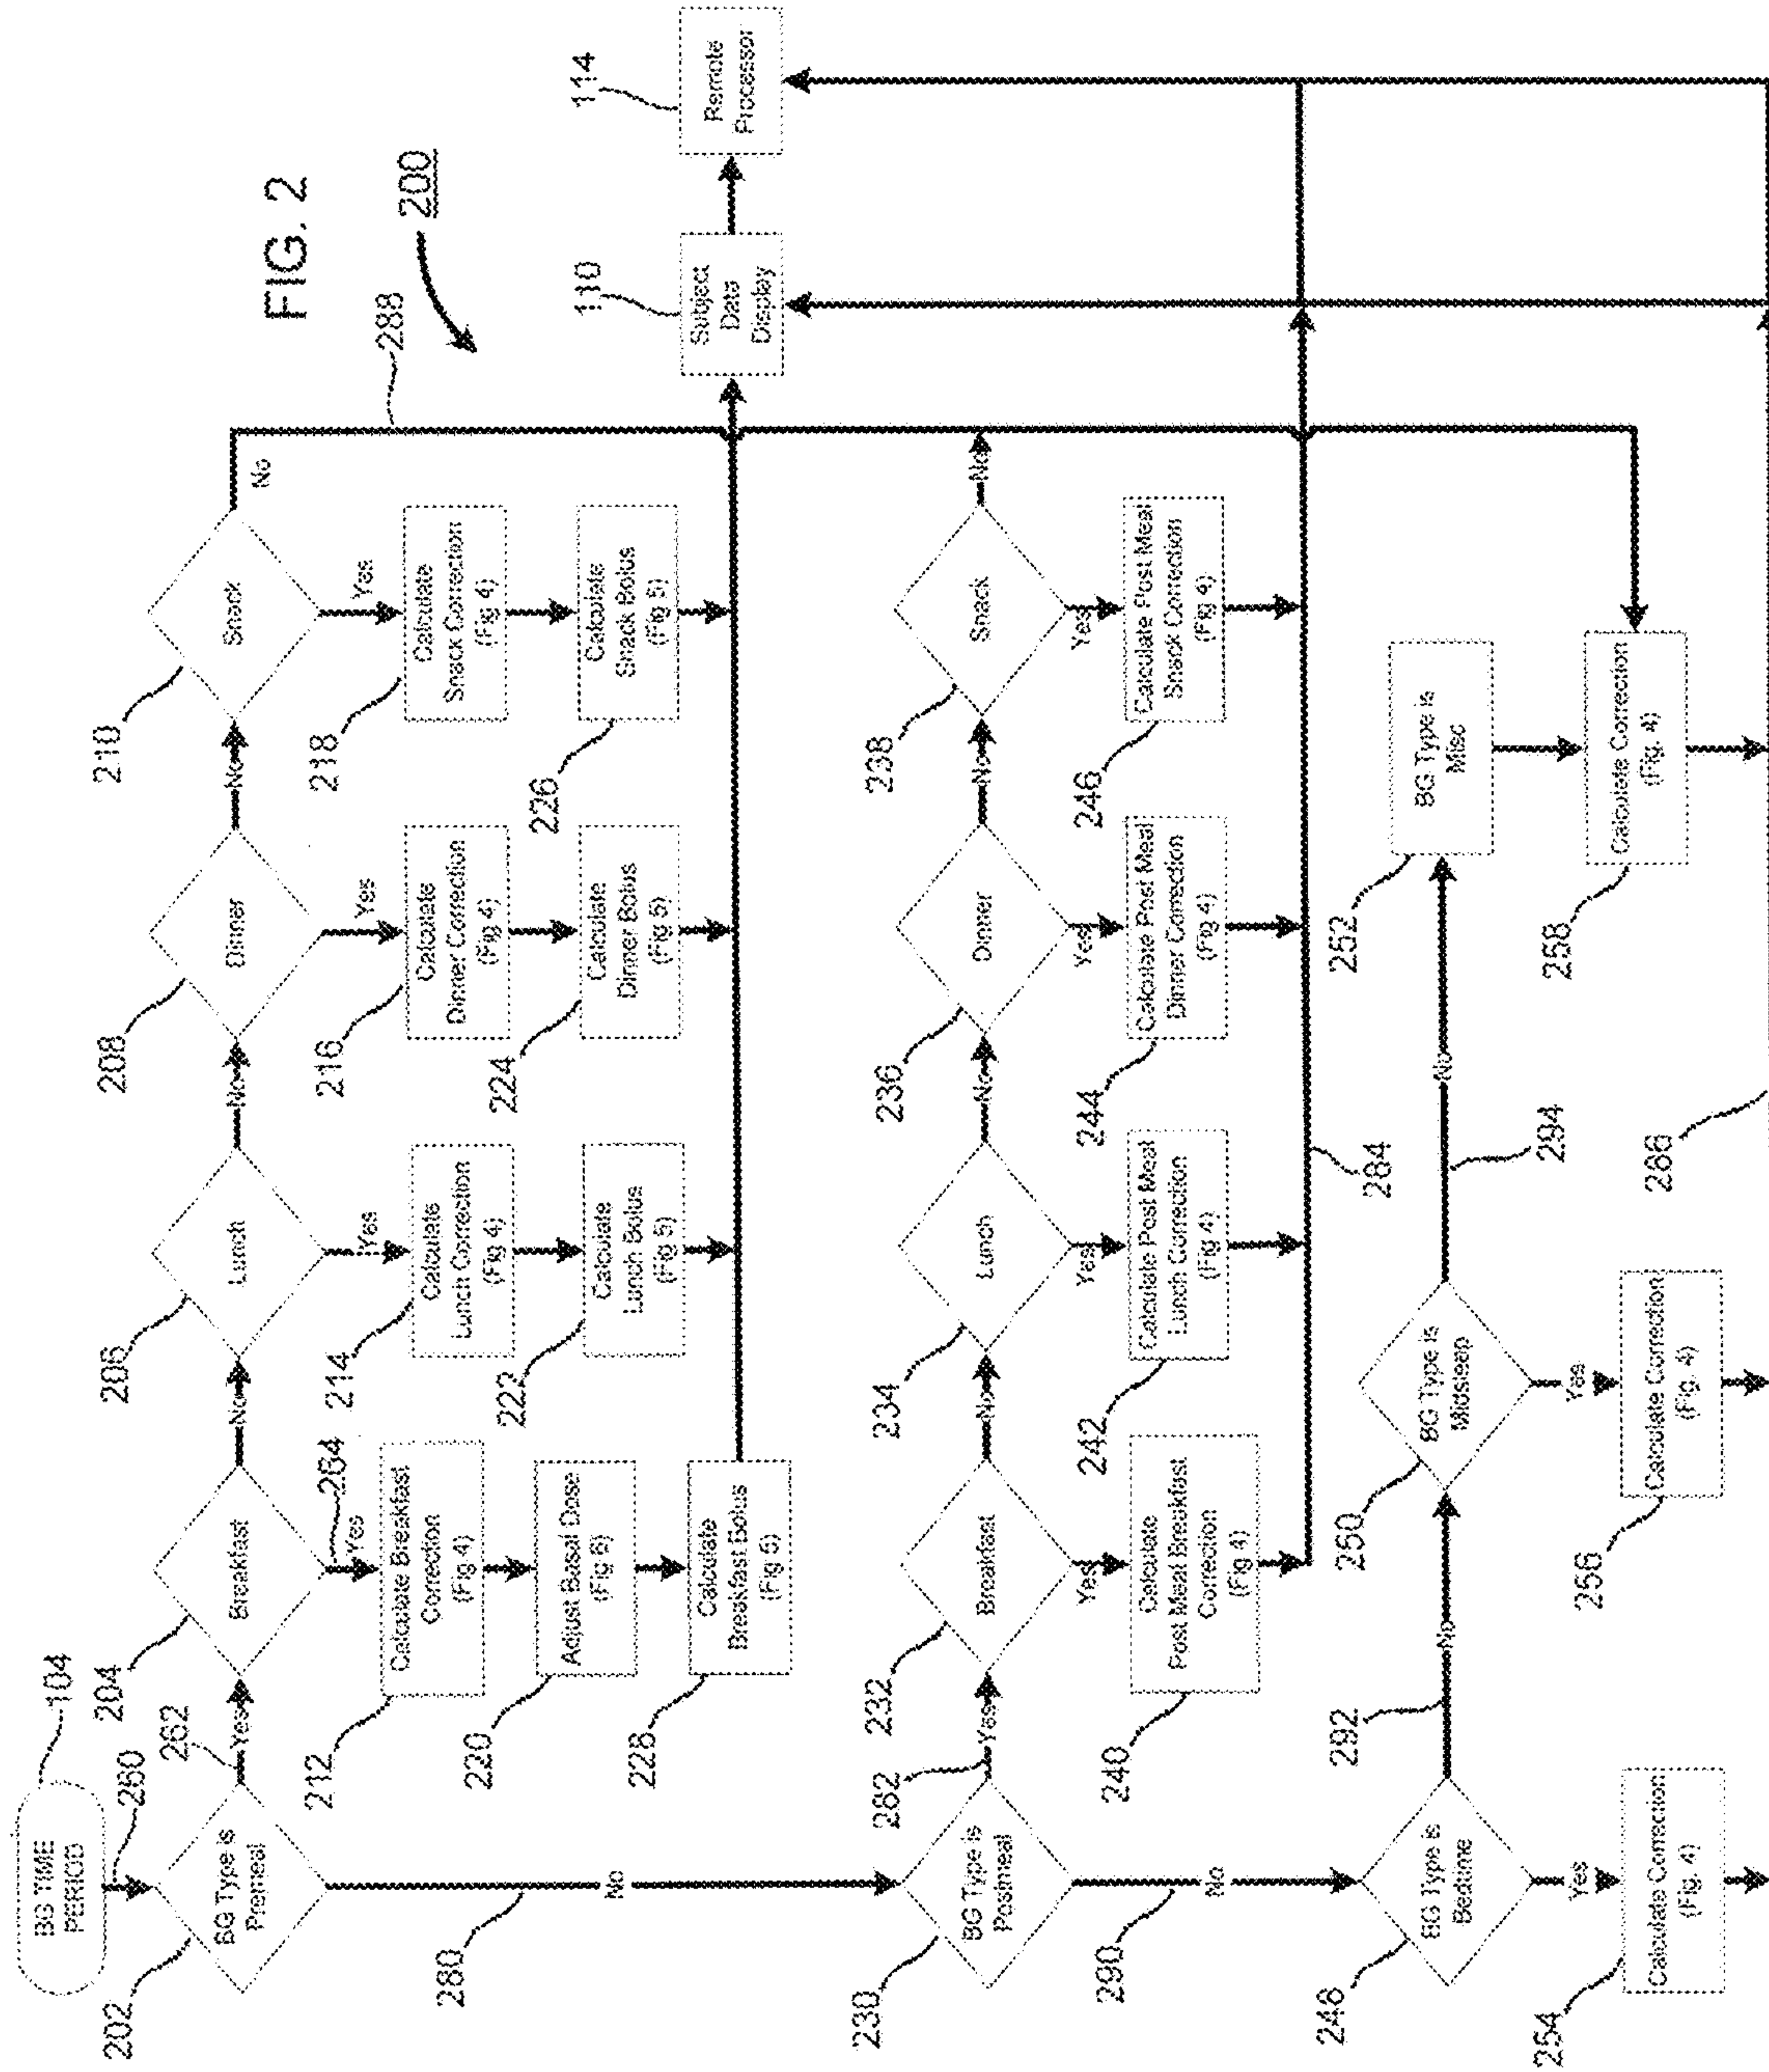 FIG. 2
200
BG TIME
PERIOD
104
260
202
BG Type is
Premeal
262
Yes
204
Breakfast
No
206
Lunch
No
208
Dinner
No
210
Snack
No
288
264
Yes
Yes
Yes
Yes
212
Calculate Breakfast
Correction
(Fig 4)
214
Calculate
Lunch Correction
(Fig 4)
216
Calculate
Dinner Correction
(Fig 4)
218
Calculate
Snack Correction
(Fig 4)
220
Adjust Basal Dose
(Fig 6)
222
Calculate
Lunch Bolus
(Fig 5)
224
Calculate
Dinner Bolus
(Fig 5)
226
Calculate
Snack Bolus
(Fig 5)
228
Calculate
Breakfast Bolus
(Fig 5)
110
Subject
Data
Display
114
Remote
Processor
280
No
230
BG Type is
Postmeal
282
Yes
232
Breakfast
No
234
Lunch
No
236
Dinner
No
238
Snack
No
Yes
Yes
Yes
Yes
240
Calculate
Post Meal Breakfast
Correction
(Fig 4)
242
Calculate Post Meal
Lunch Correction
(Fig 4)
244
Calculate Post Meal
Dinner Correction
(Fig 4)
246
Calculate Post Meal
Snack Correction
(Fig 4)
284
290
No
248
BG Type is
Bedtime
292
No
250
BG Type is
Midsleep
294
No
252
BG Type is
Misc
Yes
Yes
254
Calculate Correction
(Fig. 4)
256
Calculate Correction
(Fig. 4)
258
Calculate Correction
(Fig. 4)
286